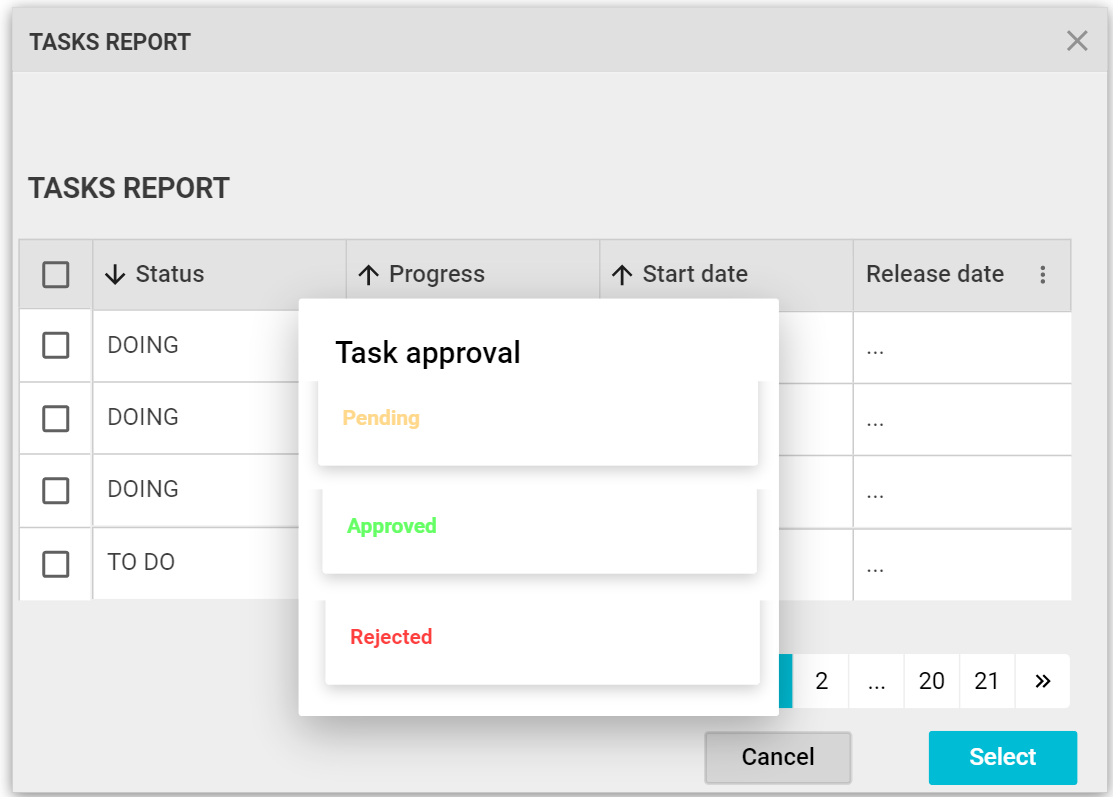 TASKS REPORT
TASKS REPORT
Status Progress Start date Release date
DOING ...
DOING ...
DOING ...
TO DO ...
Task approval
Pending
Approved
Rejected
2 ... 20 21 »
Cancel Select